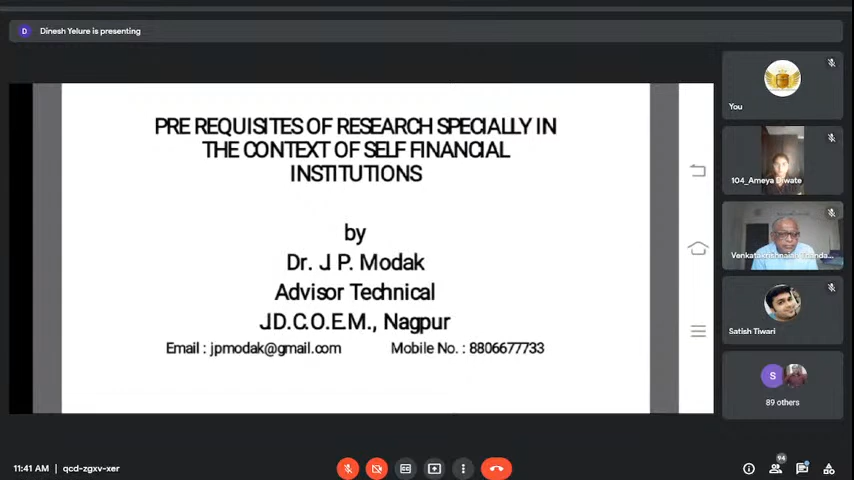 D Dinesh Yelure is presenting
PRE REQUISITES OF RESEARCH SPECIALLY IN
THE CONTEXT OF SELF FINANCIAL
INSTITUTIONS
by
Dr. J P. Modak
Advisor Technical
J.D.C.O.E.M., Nagpur
Email : jpmodak@gmail.com Mobile No. : 8806677733
You
104_Ameya Diwate
Venkatakrishnaiah
Satish Tiwari
S
89 others
11:41 AM | qcd-zgxv-xer
94